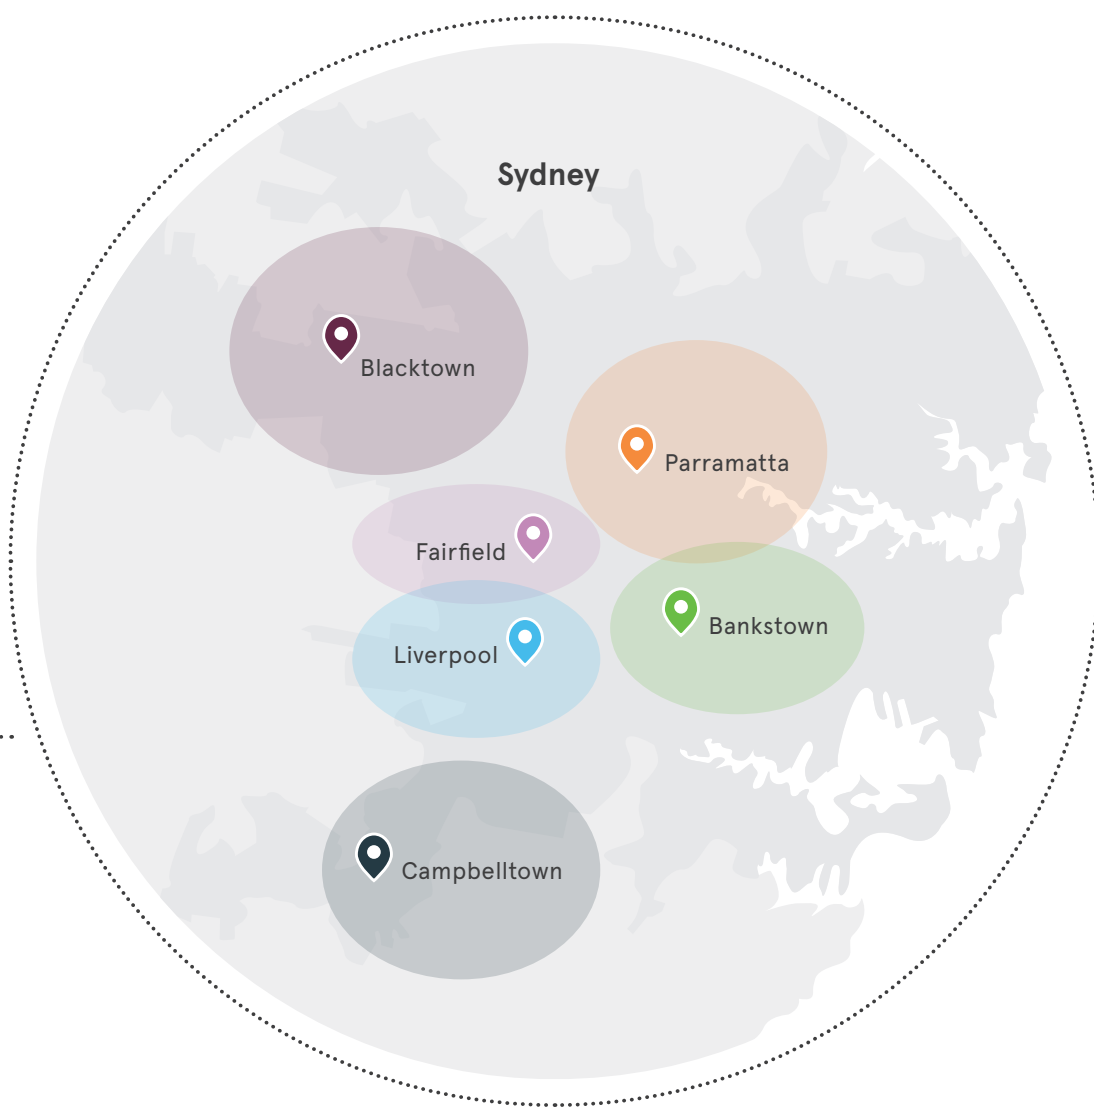 Sydney
Blacktown
Parramatta
Fairfield
Bankstown
Liverpool
Campbelltown